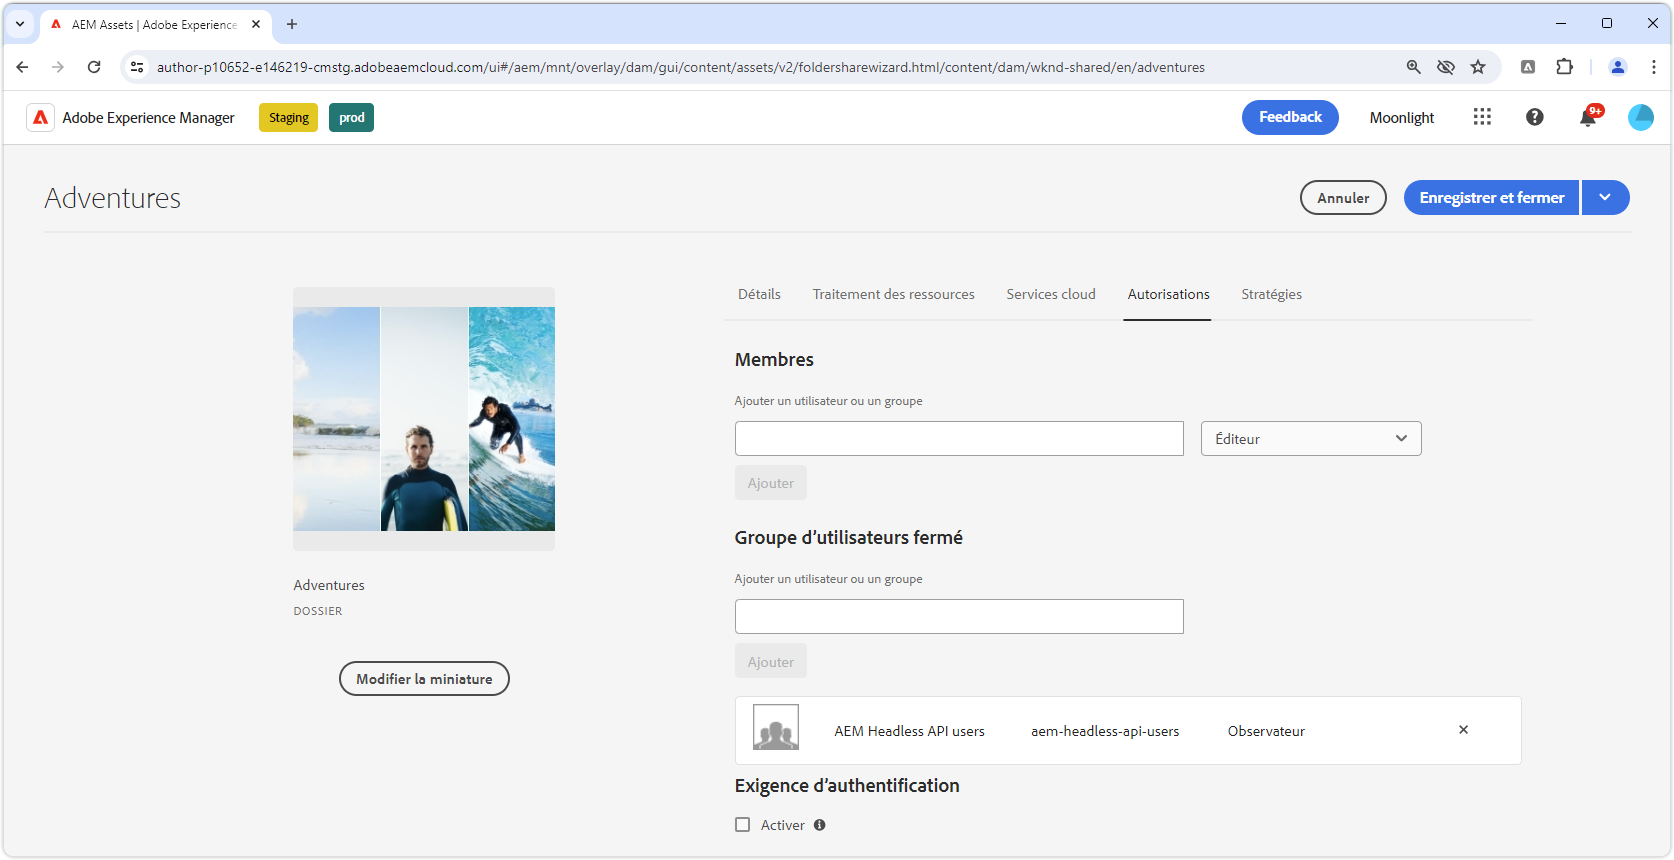 AEM Assets | Adobe Experience
author-p10652-e146219-cmstg.adobeaemcloud.com/ui#/aem/mnt/overlay/dam/gui/content/assets/v2/foldersharewizard.html/content/dam/wknd-shared/en/adventures
Adobe Experience Manager
Staging
prod
Feedback
Moonlight
9+
Adventures
Annuler
Enregistrer et fermer
Détails
Traitement des ressources
Services cloud
Autorisations
Stratégies
Membres
Ajouter un utilisateur ou un groupe
Éditeur
Ajouter
Groupe d’utilisateurs fermé
Ajouter un utilisateur ou un groupe
Ajouter
Adventures
DOSSIER
Modifier la miniature
AEM Headless API users
aem-headless-api-users
Observateur
Exigence d’authentification
Activer